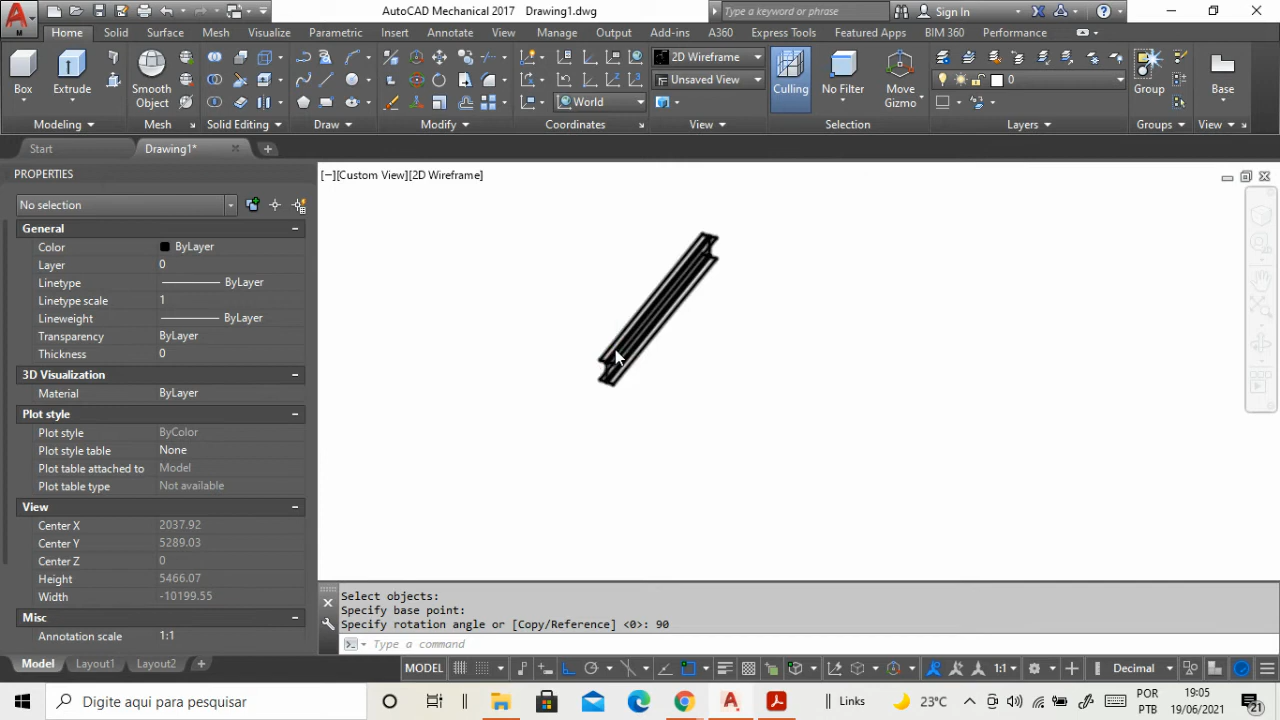 AutoCAD Mechanical 2017 Drawing1.dwg
Type a keyword or phrase
Sign In
Home Solid Surface Mesh Visualize Parametric Insert Annotate View Manage Output Add-ins A360 Express Tools Featured Apps BIM 360 Performance
Box Extrude Smooth Object
2D Wireframe
Unsaved View
World
Culling No Filter Move Gizmo
0
Group Base
Modeling Mesh Solid Editing Draw Modify Coordinates View Selection Layers Groups View
Start Drawing1*
PROPERTIES
[−][Custom View][2D Wireframe]
No selection
General
Color ByLayer
Layer 0
Linetype ByLayer
Linetype scale 1
Lineweight ByLayer
Transparency ByLayer
Thickness 0
3D Visualization
Material ByLayer
Plot style
Plot style ByColor
Plot style table None
Plot table attached to Model
Plot table type Not available
View
Center X 2037.92
Center Y 5289.03
Center Z 0
Height 5466.07
Width -10199.55
Misc
Annotation scale 1:1
Select objects:
Specify base point:
Specify rotation angle or [Copy/Reference] <0>: 90
Type a command
Model Layout1 Layout2 +
MODEL 1:1 Decimal
Digite aqui para pesquisar
Links
23°C
POR
PTB
19:05
19/06/2021
21